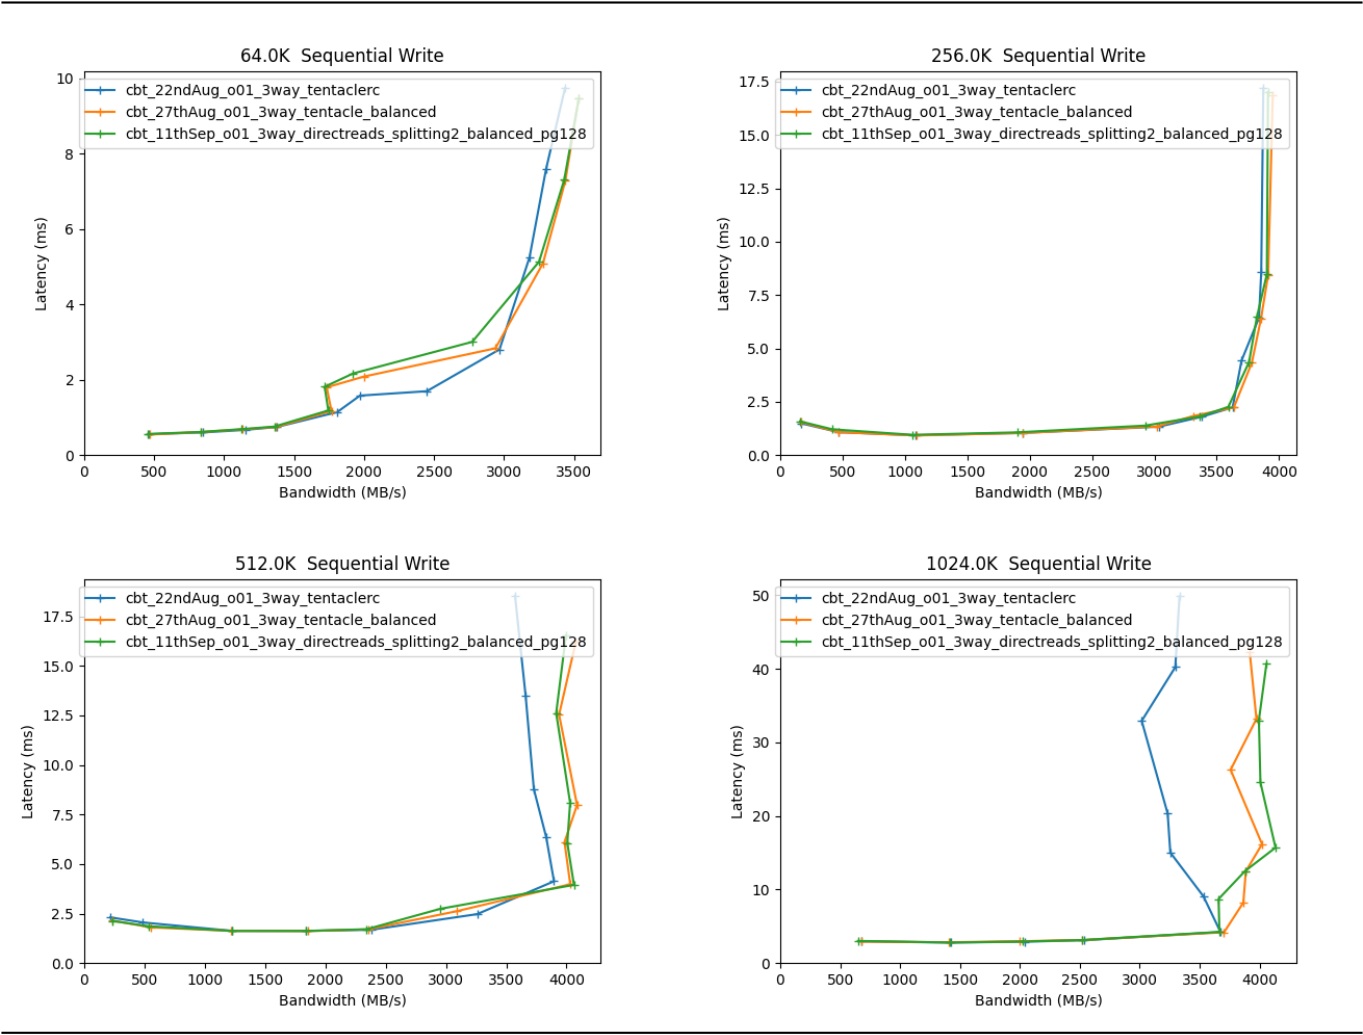 64.0K  Sequential Write
10
8
6
4
2
0
Latency (ms)
cbt_22ndAug_o01_3way_tentaclerc
cbt_27thAug_o01_3way_tentacle_balanced
cbt_11thSep_o01_3way_directreads_splitting2_balanced_pg128
0 500 1000 1500 2000 2500 3000 3500
Bandwidth (MB/s)
256.0K  Sequential Write
17.5
15.0
12.5
10.0
7.5
5.0
2.5
0.0
Latency (ms)
cbt_22ndAug_o01_3way_tentaclerc
cbt_27thAug_o01_3way_tentacle_balanced
cbt_11thSep_o01_3way_directreads_splitting2_balanced_pg128
0 500 1000 1500 2000 2500 3000 3500 4000
Bandwidth (MB/s)
512.0K  Sequential Write
17.5
15.0
12.5
10.0
7.5
5.0
2.5
0.0
Latency (ms)
cbt_22ndAug_o01_3way_tentaclerc
cbt_27thAug_o01_3way_tentacle_balanced
cbt_11thSep_o01_3way_directreads_splitting2_balanced_pg128
0 500 1000 1500 2000 2500 3000 3500 4000
Bandwidth (MB/s)
1024.0K  Sequential Write
50
40
30
20
10
0
Latency (ms)
cbt_22ndAug_o01_3way_tentaclerc
cbt_27thAug_o01_3way_tentacle_balanced
cbt_11thSep_o01_3way_directreads_splitting2_balanced_pg128
0 500 1000 1500 2000 2500 3000 3500 4000
Bandwidth (MB/s)